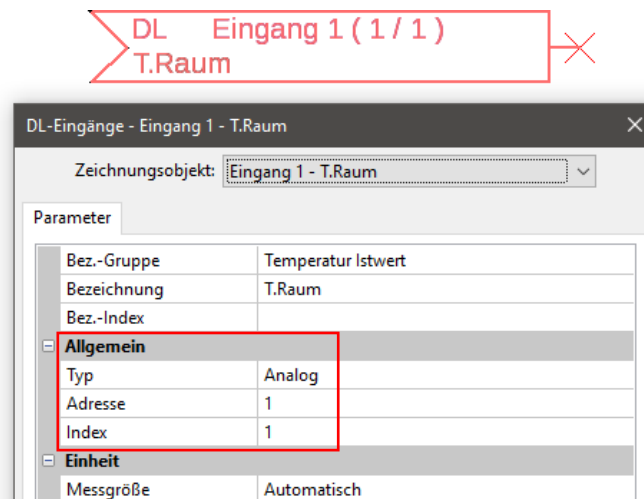 DL Eingang 1 ( 1 / 1 )
T.Raum
DL-Eingänge - Eingang 1 - T.Raum
Zeichnungsobjekt: Eingang 1 - T.Raum
Parameter
Bez.-Gruppe Temperatur Istwert
Bezeichnung T.Raum
Bez.-Index
Allgemein
Typ Analog
Adresse 1
Index 1
Einheit
Messgröße Automatisch